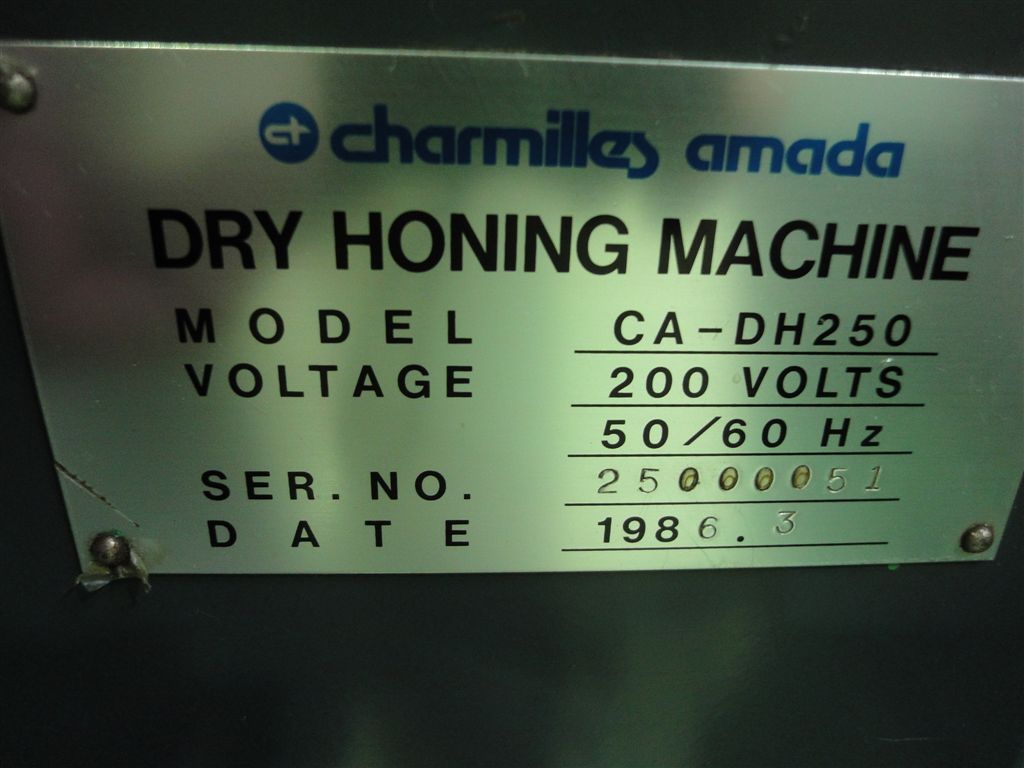 charmilles amada
DRY HONING MACHINE
MODEL CA-DH250
VOLTAGE 200 VOLTS
50/60 Hz
SER. NO. 25000051
DATE 1986.3